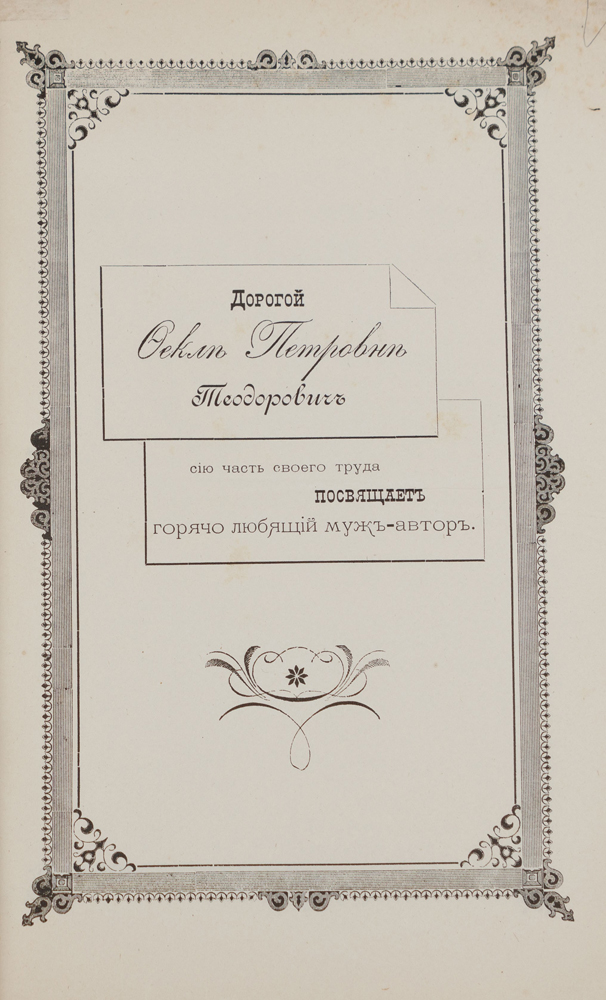 Дорогой
Ѳеклѣ Петровнѣ
Теодоровичъ
сію часть своего труда
ПОСВЯЩАЕТЪ
горячо любящій мужъ-авторъ.